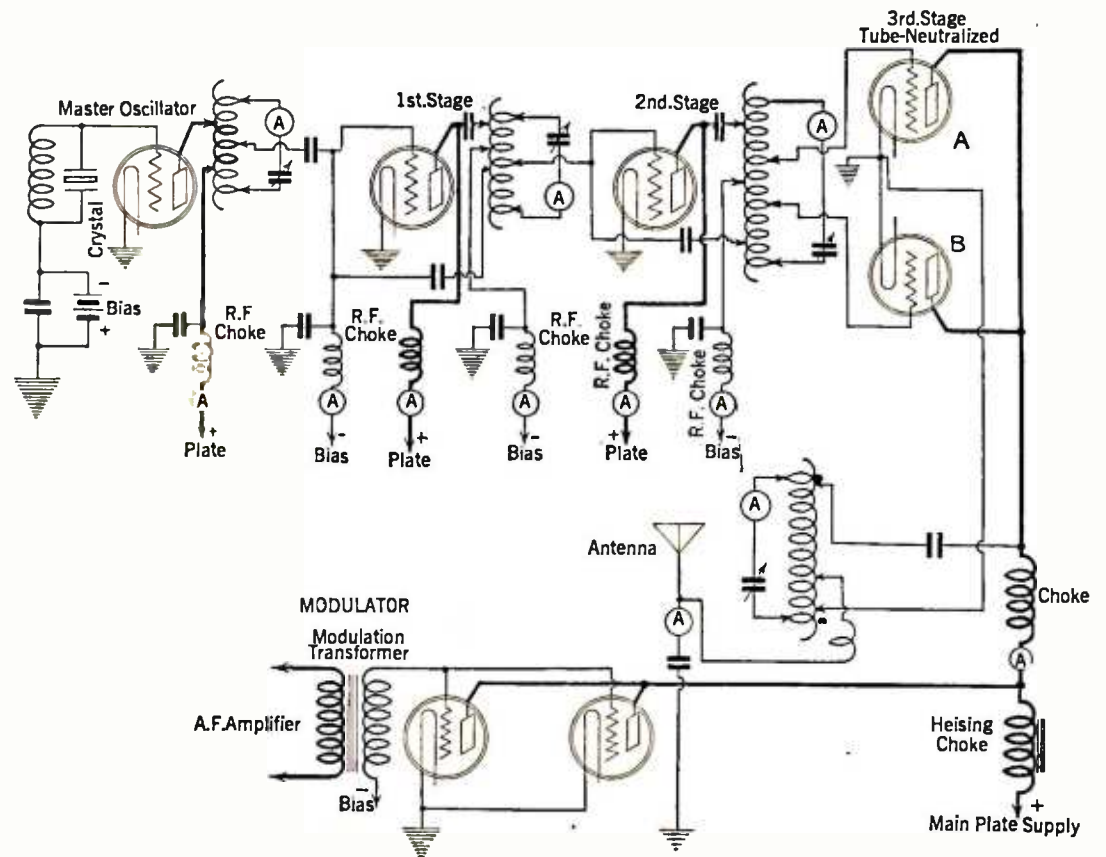 3rd.Stage
Tube-Neutralized
Master Oscillator
1st.Stage
2nd.Stage
A
A
A
A
A
B
Crystal
-
Bias
+
R.F
Choke
R.F.
Choke
R.F.
Choke
R.F. Choke
R.F. Choke
A
A
A
A
A
A
+
Plate
-
Bias
+
Plate
-
Bias
+
Plate
-
Bias
A
Antenna
A
Choke
A
MODULATOR
Modulation
Transformer
A.F.Amplifier
-
Bias
Heising
Choke
+
Main Plate Supply